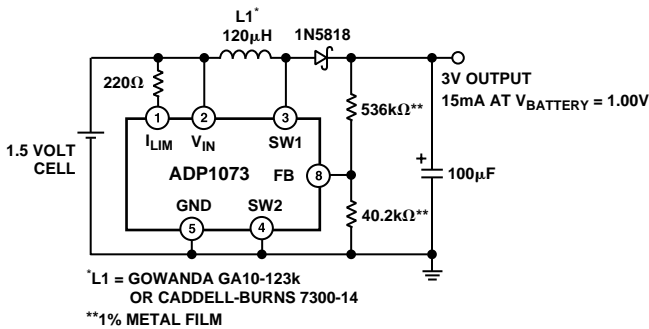 L1*
120µH
1N5818
220Ω
3V OUTPUT
15mA AT VBATTERY = 1.00V
536kΩ**
1
2
3
ILIM
VIN
SW1
1.5 VOLT
CELL
ADP1073
FB
8
+
100µF
GND
SW2
40.2kΩ**
5
4
*L1 = GOWANDA GA10-123k
OR CADDELL-BURNS 7300-14
**1% METAL FILM